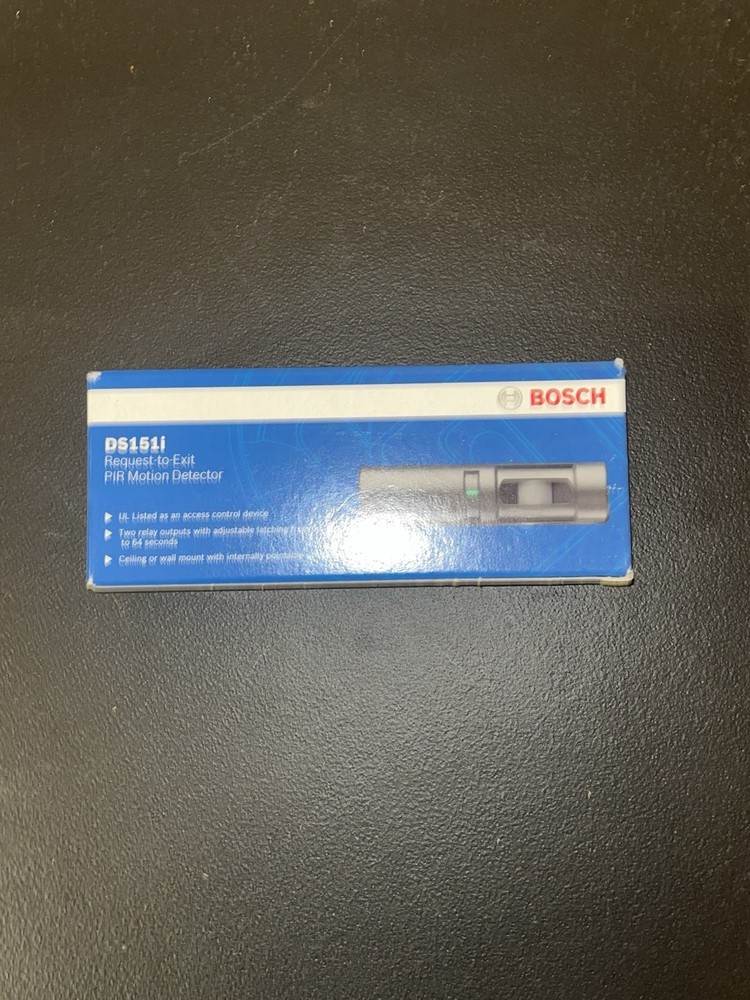 BOSCH
DS151i
Request-to-Exit
PIR Motion Detector
UL Listed as an access control device
Two relay outputs with adjustable latching
to 64 seconds
Ceiling or wall mount with internally pointable